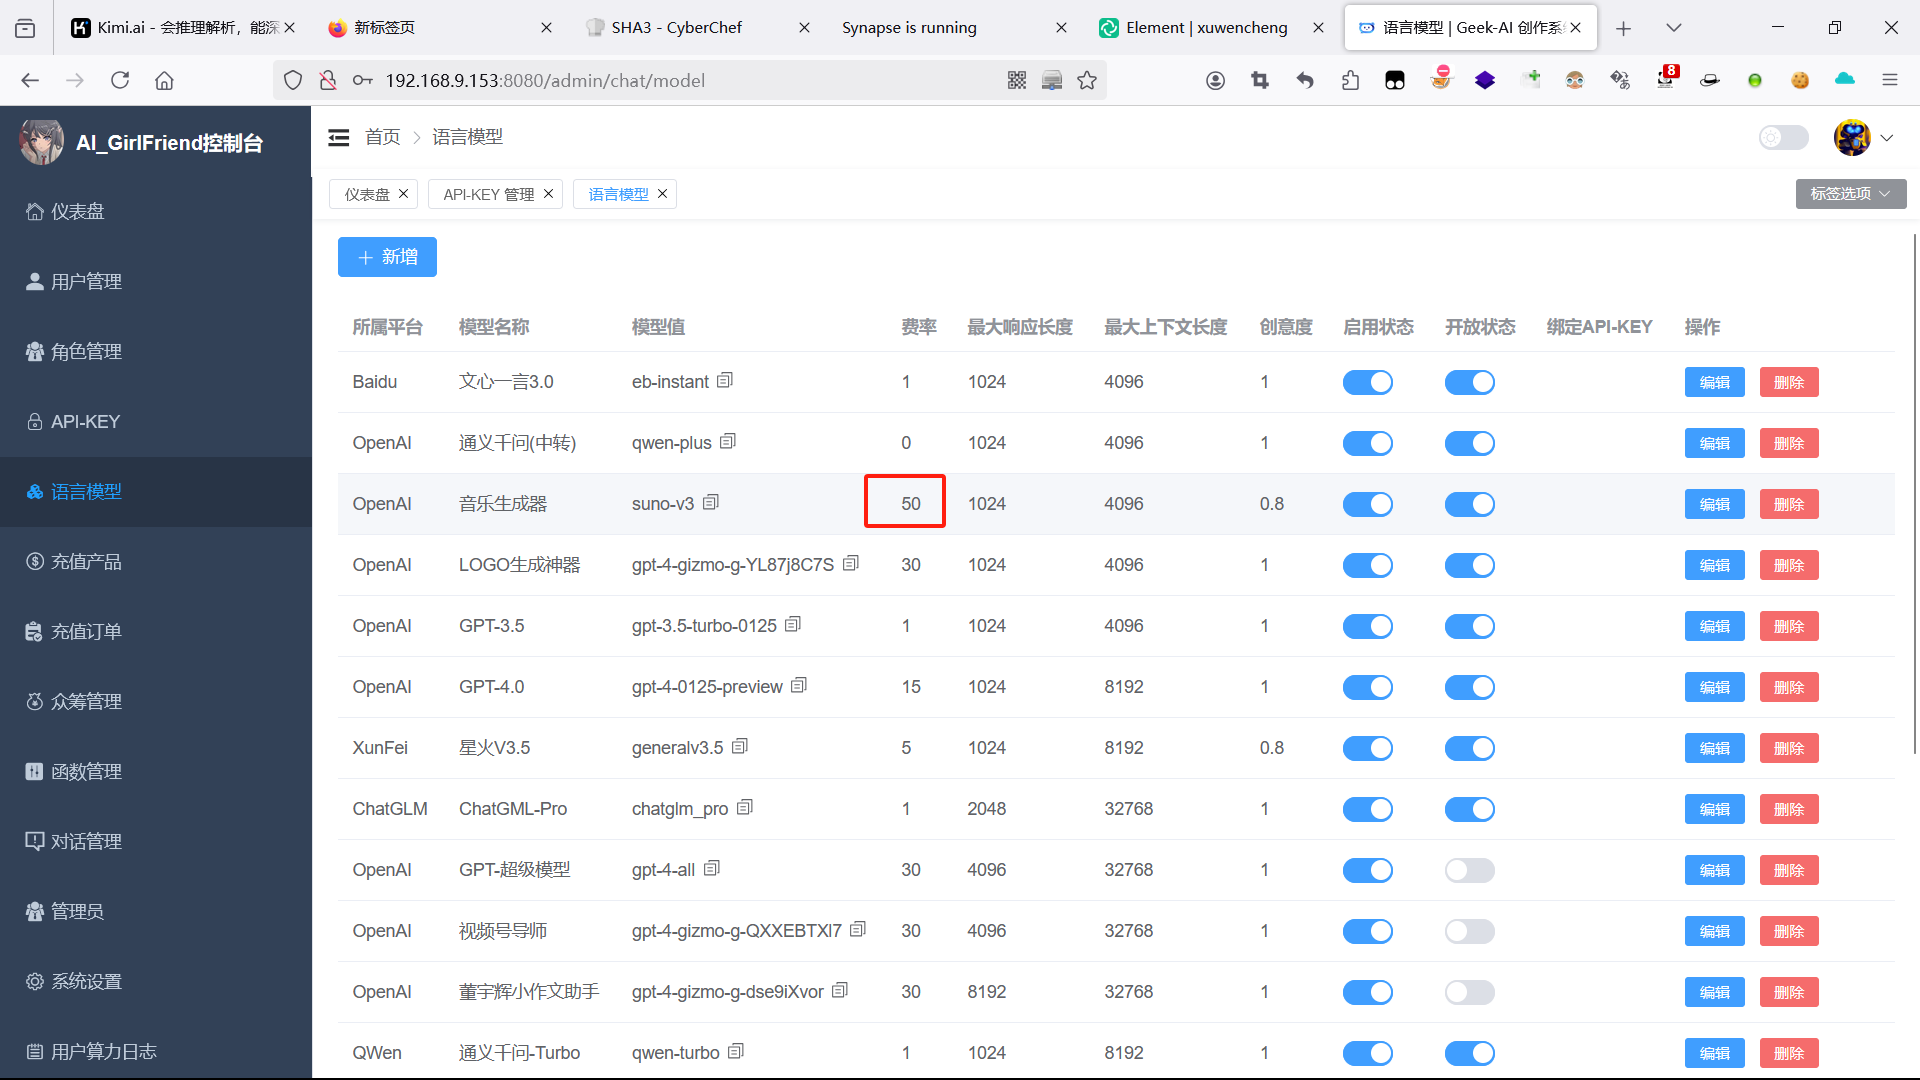 Kimi.ai - 会推理解析，能深
新标签页
SHA3 - CyberChef
Synapse is running
Element | xuwencheng
语言模型 | Geek-AI 创作系
192.168.9.153:8080/admin/chat/model
8
AI_GirlFriend控制台
仪表盘
用户管理
角色管理
API-KEY
语言模型
充值产品
充值订单
众筹管理
函数管理
对话管理
管理员
系统设置
用户算力日志
首页 > 语言模型
仪表盘
API-KEY 管理
语言模型
标签选项
+ 新增
所属平台 模型名称 模型值 费率 最大响应长度 最大上下文长度 创意度 启用状态 开放状态 绑定API-KEY 操作
Baidu 文心一言3.0 eb-instant 1 1024 4096 1 编辑 删除
OpenAI 通义千问(中转) qwen-plus 0 1024 4096 1 编辑 删除
OpenAI 音乐生成器 suno-v3 50 1024 4096 0.8 编辑 删除
OpenAI LOGO生成神器 gpt-4-gizmo-g-YL87j8C7S 30 1024 4096 1 编辑 删除
OpenAI GPT-3.5 gpt-3.5-turbo-0125 1 1024 4096 1 编辑 删除
OpenAI GPT-4.0 gpt-4-0125-preview 15 1024 8192 1 编辑 删除
XunFei 星火V3.5 generalv3.5 5 1024 8192 0.8 编辑 删除
ChatGLM ChatGML-Pro chatglm_pro 1 2048 32768 1 编辑 删除
OpenAI GPT-超级模型 gpt-4-all 30 4096 32768 1 编辑 删除
OpenAI 视频号导师 gpt-4-gizmo-g-QXXEBTXl7 30 4096 32768 1 编辑 删除
OpenAI 董宇辉小作文助手 gpt-4-gizmo-g-dse9iXvor 30 8192 32768 1 编辑 删除
QWen 通义千问-Turbo qwen-turbo 1 1024 8192 1 编辑 删除